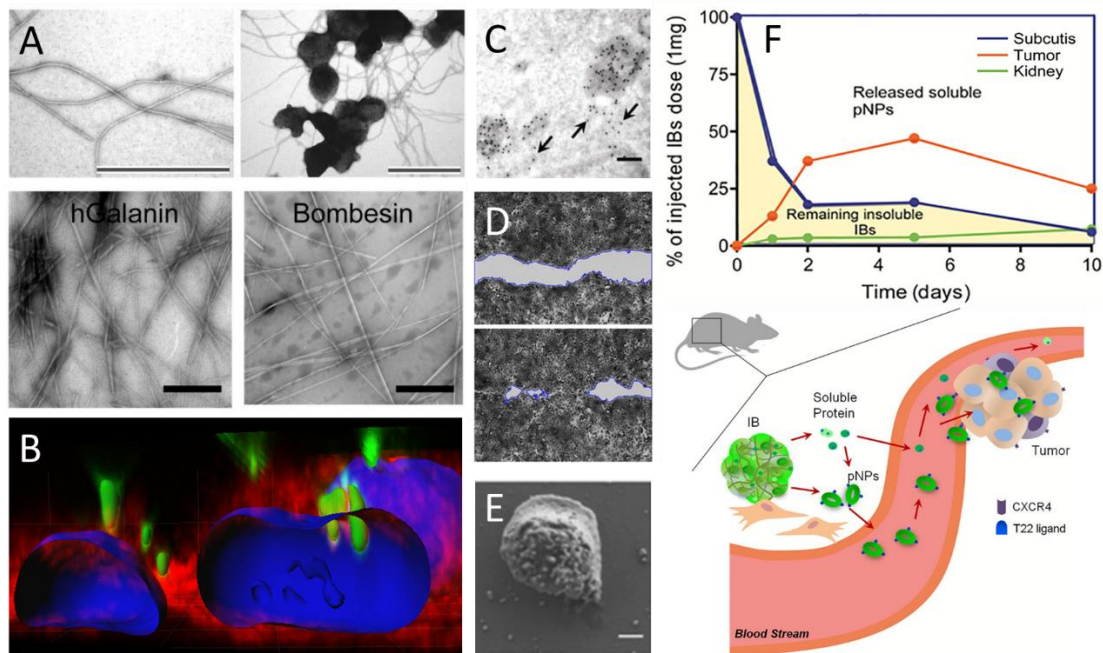 A
C
hGalanin
Bombesin
B
D
E
F
% of injected IBs dose (1mg)
100
75
50
25
0
Subcutis
Tumor
Kidney
Released soluble
pNPs
Remaining insoluble
IBs
0
2
4
6
8
10
Time (days)
Soluble
Protein
IB
pNPs
Tumor
CXCR4
T22 ligand
Blood Stream